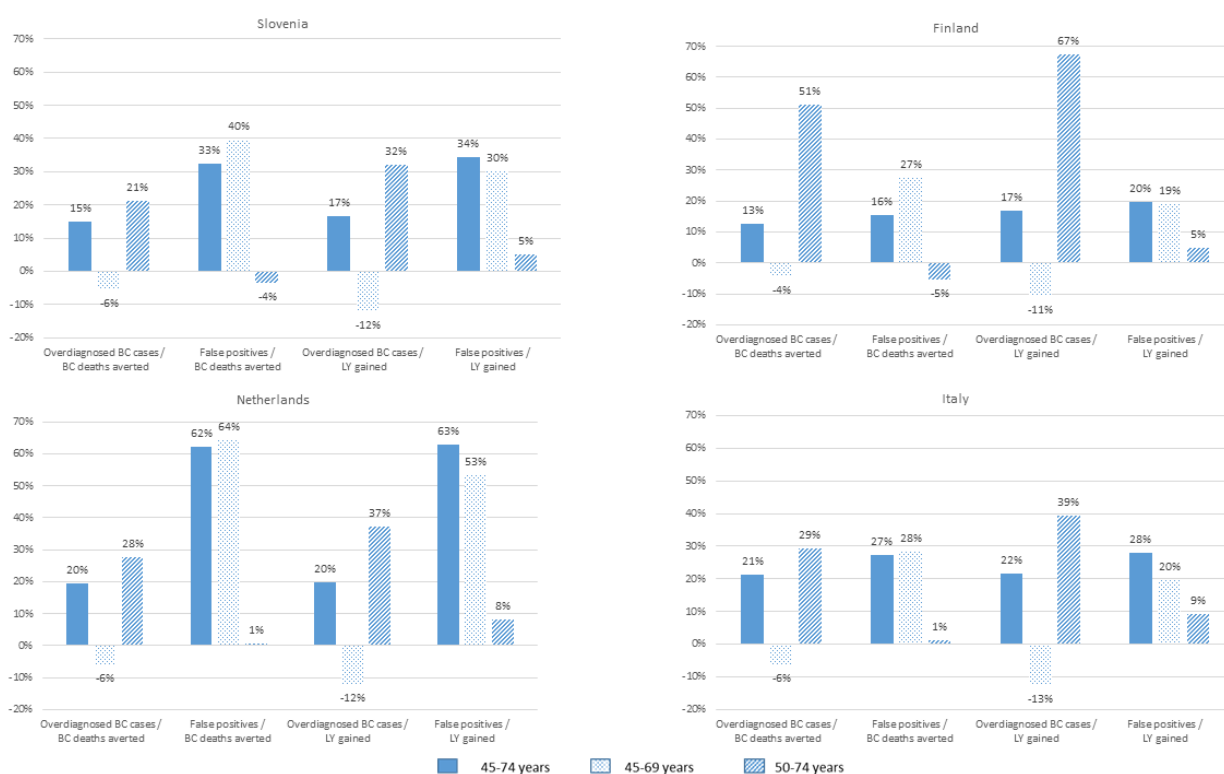 Slovenia
70%
60%
50%
40%
30%
20%
10%
0%
-10%
-20%
15%
-6%
21%
33%
40%
-4%
17%
-12%
32%
34%
30%
5%
Overdiagnosed BC cases /
BC deaths averted
False positives /
BC deaths averted
Overdiagnosed BC cases /
LY gained
False positives /
LY gained
Finland
70%
60%
50%
40%
30%
20%
10%
0%
-10%
-20%
13%
-4%
51%
16%
27%
-5%
17%
-11%
67%
20%
19%
5%
Overdiagnosed BC cases /
BC deaths averted
False positives /
BC deaths averted
Overdiagnosed BC cases /
LY gained
False positives /
LY gained
Netherlands
70%
60%
50%
40%
30%
20%
10%
0%
-10%
-20%
20%
-6%
28%
62%
64%
1%
20%
-12%
37%
63%
53%
8%
Overdiagnosed BC cases /
BC deaths averted
False positives /
BC deaths averted
Overdiagnosed BC cases /
LY gained
False positives /
LY gained
Italy
70%
60%
50%
40%
30%
20%
10%
0%
-10%
-20%
21%
-6%
29%
27%
28%
1%
22%
-13%
39%
28%
20%
9%
Overdiagnosed BC cases /
BC deaths averted
False positives /
BC deaths averted
Overdiagnosed BC cases /
LY gained
False positives /
LY gained
45-74 years
45-69 years
50-74 years